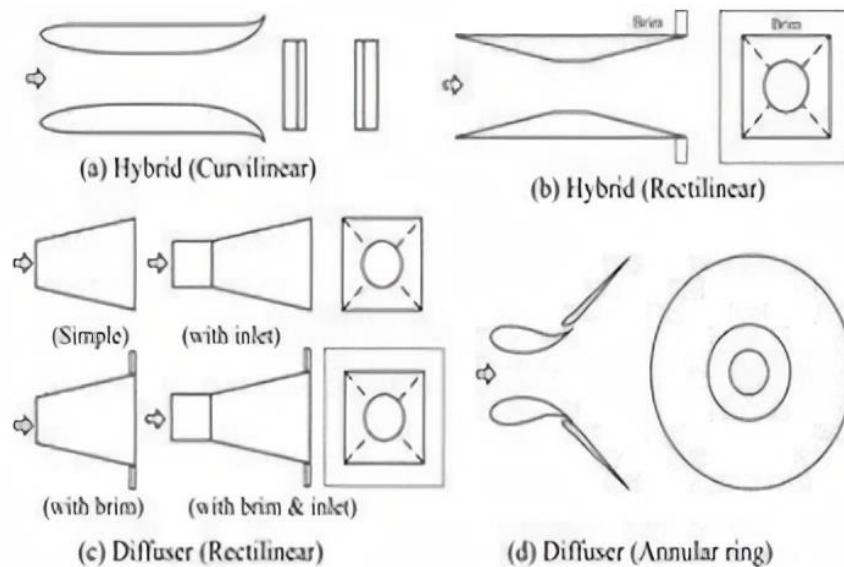 Brim
Brim
(a) Hybrid (Curvilinear)
(b) Hybrid (Rectilinear)
(Simple)
(with inlet)
(with brim)
(with brim & inlet)
(c) Diffuser (Rectilinear)
(d) Diffuser (Annular ring)